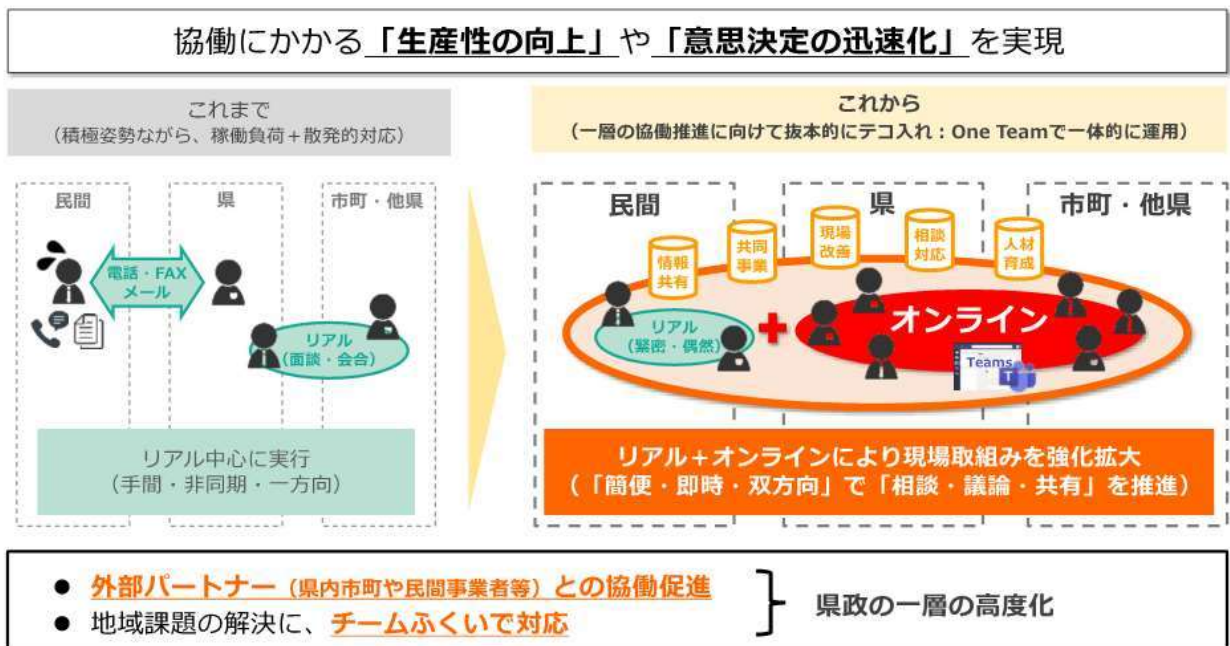 協働にかかる「生産性の向上」や「意思決定の迅速化」を実現
これまで
（積極姿勢ながら、稼働負荷＋散発的対応）
民間
県
市町・他県
電話・FAX
メール
リアル
（面談・会合）
リアル中心に実行
（手間・非同期・一方向）
これから
（一層の協働推進に向けて抜本的にテコ入れ：One Teamで一体的に運用）
民間
県
市町・他県
情報
共有
共同
事業
現場
改善
相談
対応
人材
育成
リアル
（緊密・偶然）
オンライン
Teams
T
リアル＋オンラインにより現場取組みを強化拡大
（「簡便・即時・双方向」で「相談・議論・共有」を推進）
● 外部パートナー（県内市町や民間事業者等）との協働促進
● 地域課題の解決に、チームふくいで対応
県政の一層の高度化